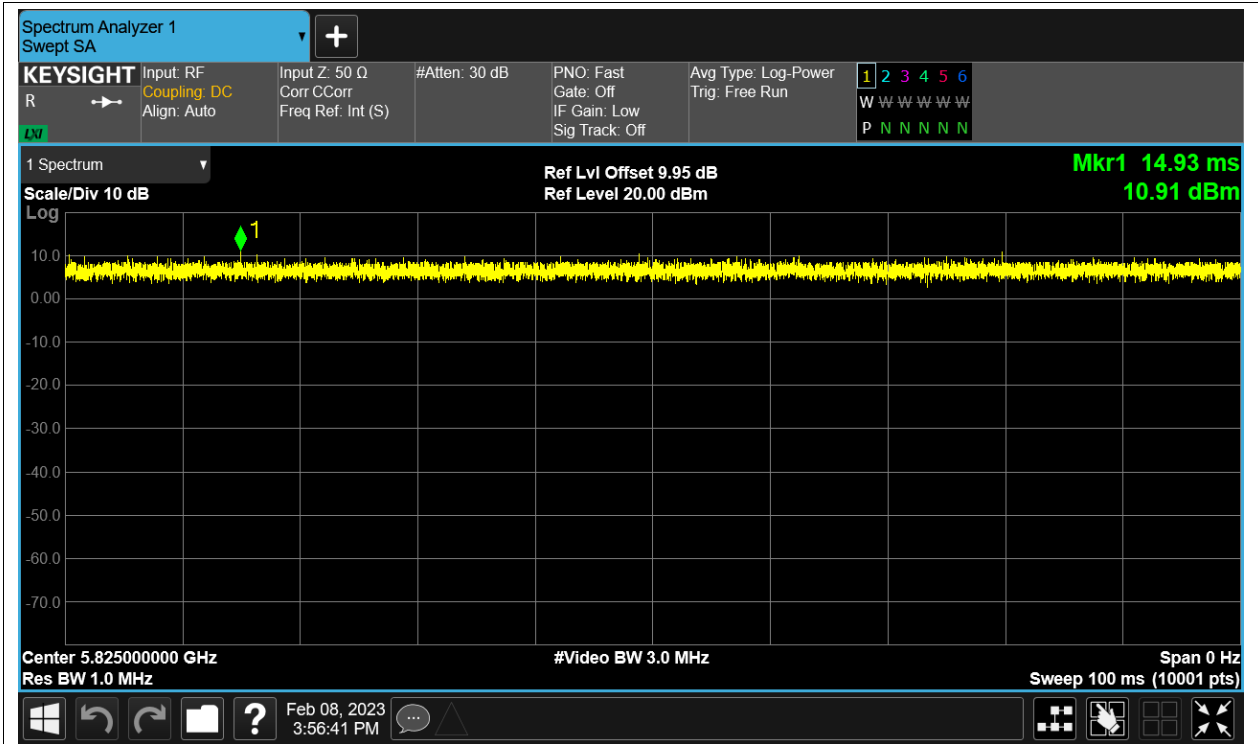 Spectrum Analyzer 1
Swept SA
KEYSIGHT
R
LXI
Input: RF
Coupling: DC
Align: Auto
Input Z: 50 Ω
Corr CCorr
Freq Ref: Int (S)
#Atten: 30 dB
PNO: Fast
Gate: Off
IF Gain: Low
Sig Track: Off
Avg Type: Log-Power
Trig: Free Run
1 2 3 4 5 6
W W W W W W
P N N N N N
1 Spectrum
Scale/Div 10 dB
Log
Ref Lvl Offset 9.95 dB
Ref Level 20.00 dBm
Mkr1 14.93 ms
10.91 dBm
1
10.0
0.00
-10.0
-20.0
-30.0
-40.0
-50.0
-60.0
-70.0
Center 5.825000000 GHz
Res BW 1.0 MHz
#Video BW 3.0 MHz
Span 0 Hz
Sweep 100 ms (10001 pts)
?
Feb 08, 2023
3:56:41 PM